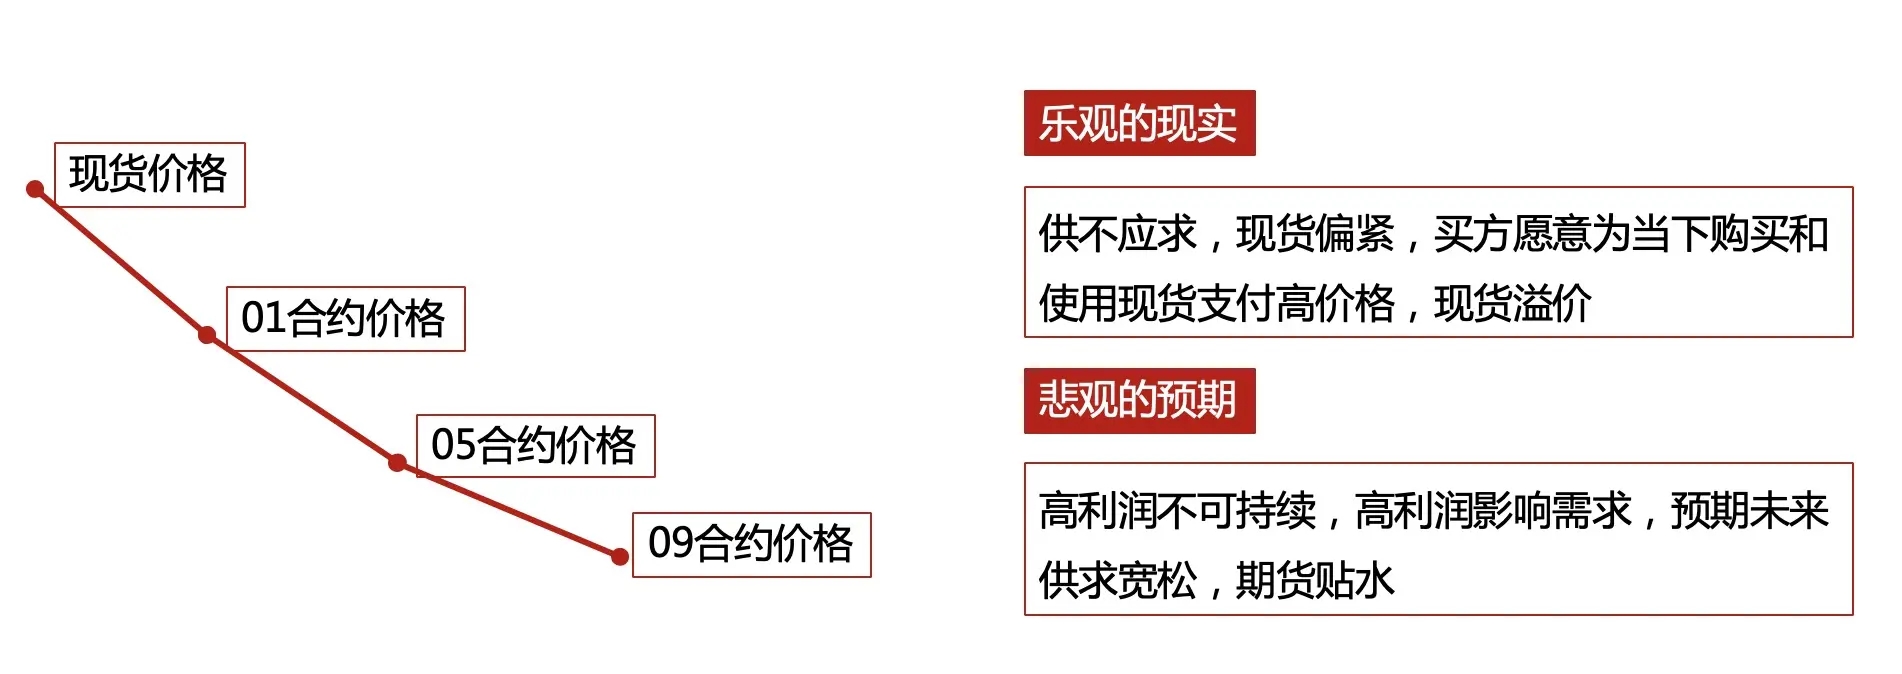 现货价格
01合约价格
05合约价格
09合约价格
乐观的现实
供不应求，现货偏紧，买方愿意为当下购买和
使用现货支付高价格，现货溢价
悲观的预期
高利润不可持续，高利润影响需求，预期未来
供求宽松，期货贴水